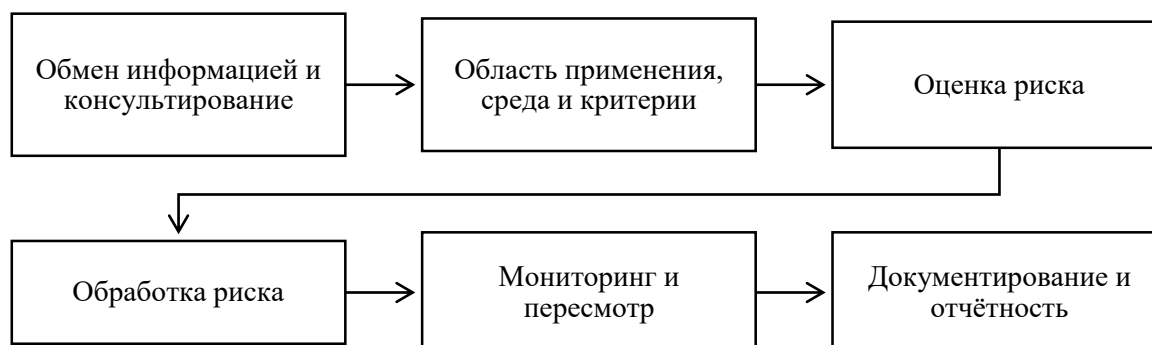 Обмен информацией и
консультирование
Область применения,
среда и критерии
Оценка риска
Обработка риска
Мониторинг и
пересмотр
Документирование и
отчётность